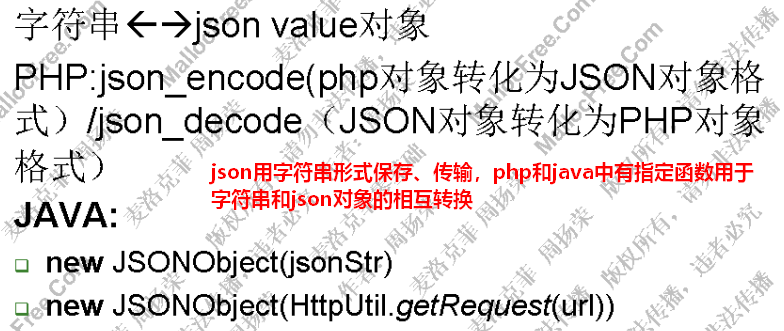 字符串←→json value对象
PHP:json_encode(php对象转化为JSON对象格
式）/json_decode（JSON对象转化为PHP对象
格式）
json用字符串形式保存、传输，php和java中有指定函数用于
字符串和json对象的相互转换
JAVA:
new JSONObject(jsonStr)
new JSONObject(HttpUtil.getRequest(url))